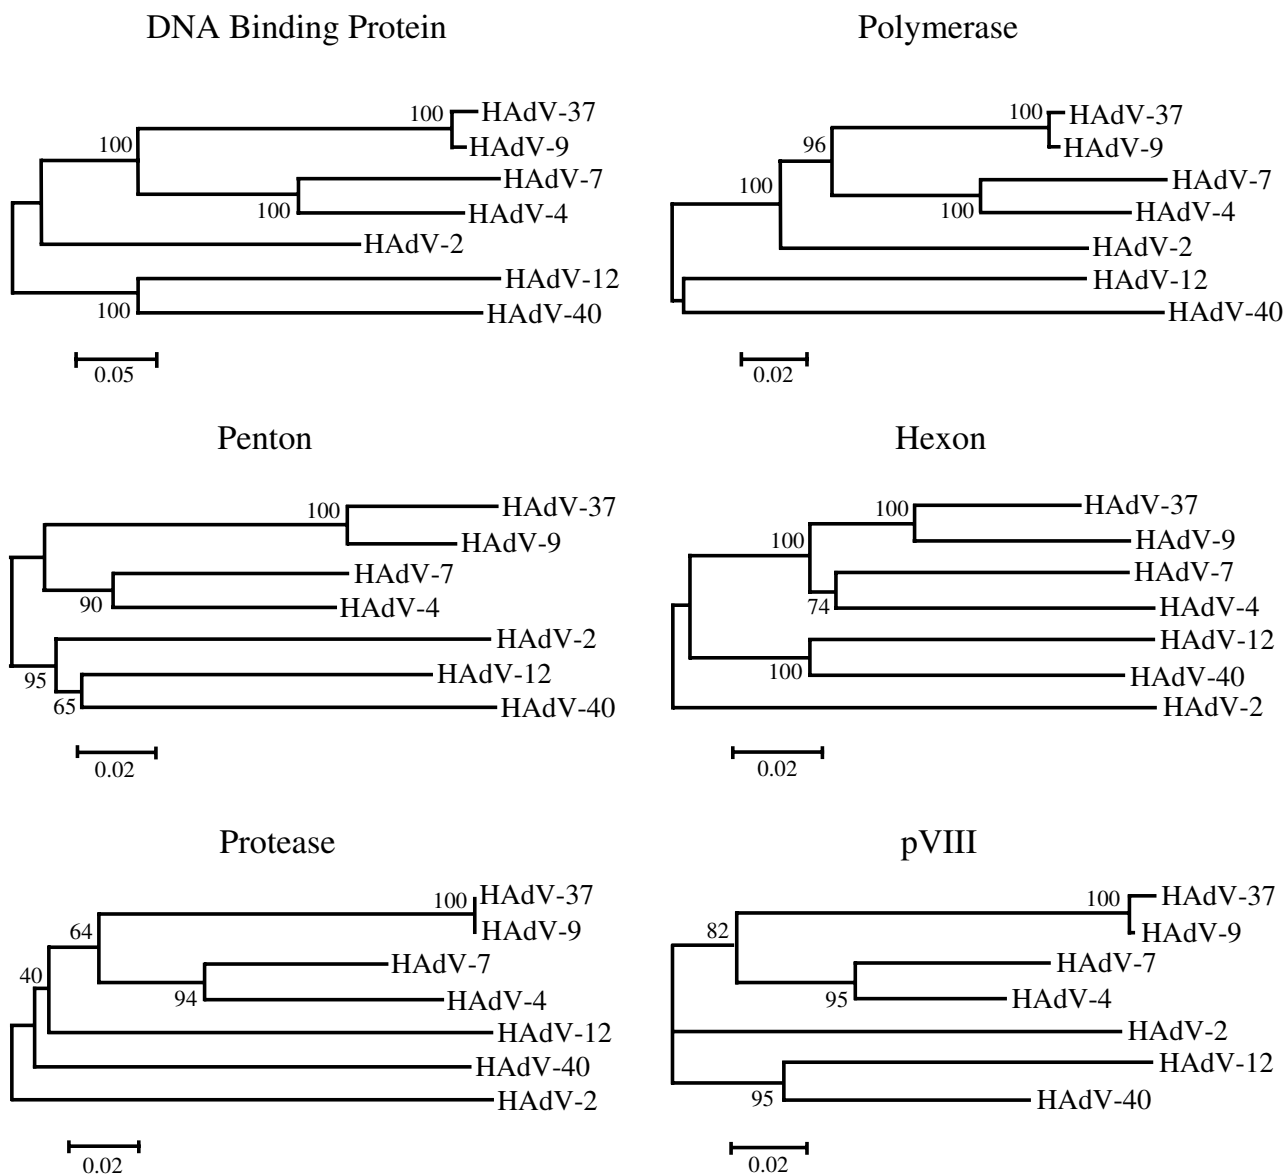 DNA Binding Protein
100
HAdV-37
100
HAdV-9
HAdV-7
100
HAdV-4
HAdV-2
HAdV-12
100
HAdV-40
0.05
Polymerase
100
HAdV-37
96
HAdV-9
100
HAdV-7
100
HAdV-4
HAdV-2
HAdV-12
HAdV-40
0.02
Penton
100
HAdV-37
HAdV-9
HAdV-7
90
HAdV-4
HAdV-2
95
HAdV-12
65
HAdV-40
0.02
Hexon
100
HAdV-37
100
HAdV-9
HAdV-7
74
HAdV-4
HAdV-12
100
HAdV-40
HAdV-2
0.02
Protease
100
HAdV-37
64
HAdV-9
HAdV-7
40
94
HAdV-4
HAdV-12
HAdV-40
HAdV-2
0.02
pVIII
100
HAdV-37
82
HAdV-9
HAdV-7
95
HAdV-4
HAdV-2
HAdV-12
95
HAdV-40
0.02